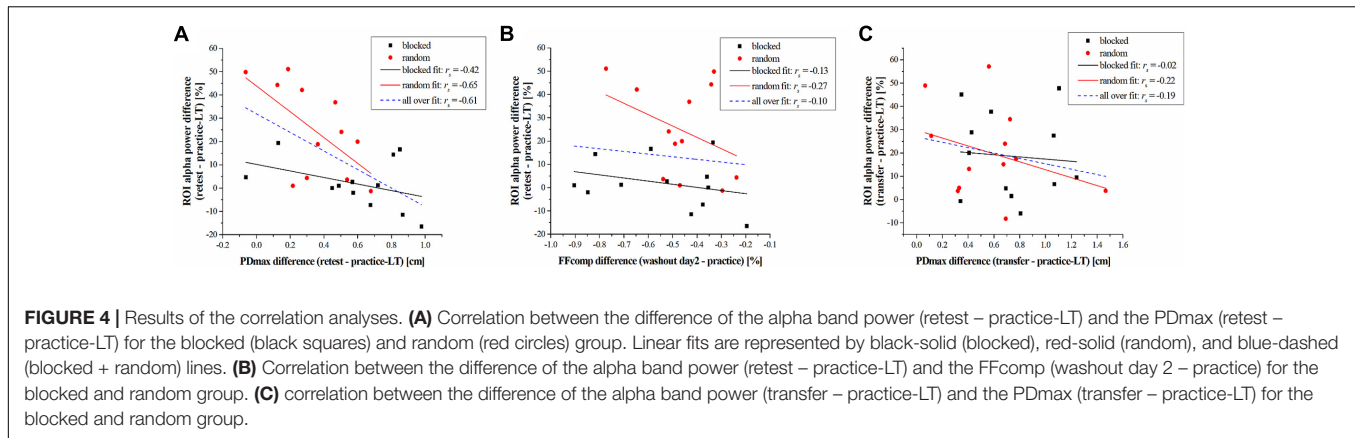 A
B
C
blocked
random
blocked fit: r_s = -0.42
random fit: r_s = -0.65
all over fit: r_s = -0.61
ROI alpha power difference
(retest - practice-LT) [%]
60
50
40
30
20
10
0
-10
-20
0.0
0.2
0.4
0.6
0.8
1.0
PDmax difference (retest - practice-LT) [cm]
blocked
random
blocked fit: r_s = -0.13
random fit: r_s = -0.27
all over fit: r_s = -0.10
ROI alpha power difference
(retest - practice-LT) [%]
60
50
40
30
20
10
0
-10
-20
-1.0
-0.9
-0.8
-0.7
-0.6
-0.5
-0.4
-0.3
-0.2
-0.1
FFcomp difference (washout day2 - practice) [%]
blocked
random
blocked fit: r_s = -0.02
random fit: r_s = -0.22
all over fit: r_s = -0.19
ROI alpha power difference
(transfer - practice-LT) [%]
60
50
40
30
20
10
0
-10
0.0
0.2
0.4
0.6
0.8
1.0
1.2
1.4
1.6
PDmax difference (transfer - practice-LT) [cm]
FIGURE 4 | Results of the correlation analyses. (A) Correlation between the difference of the alpha band power (retest – practice-LT) and the PDmax (retest –
practice-LT) for the blocked (black squares) and random (red circles) group. Linear fits are represented by black-solid (blocked), red-solid (random), and blue-dashed
(blocked + random) lines. (B) Correlation between the difference of the alpha band power (retest – practice-LT) and the FFcomp (washout day 2 – practice) for the
blocked and random group. (C) correlation between the difference of the alpha band power (transfer – practice-LT) and the PDmax (transfer – practice-LT) for the
blocked and random group.